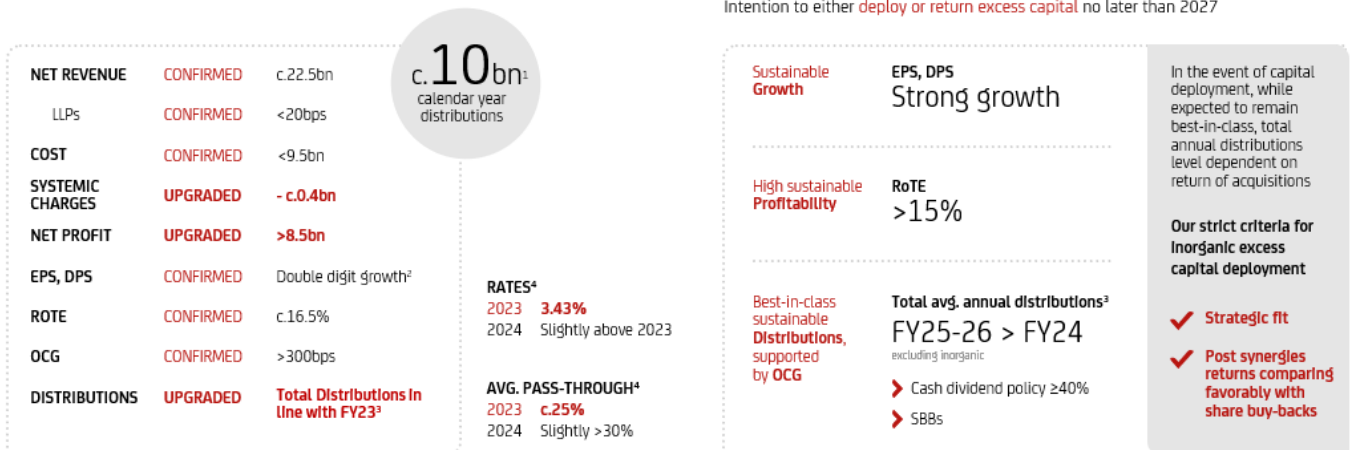 Intention to either deploy or return excess capital no later than 2027
c.10bn¹
calendar year
distributions
NET REVENUE CONFIRMED c.22.5bn
LLPs CONFIRMED <20bps
COST CONFIRMED <9.5bn
SYSTEMIC
CHARGES UPGRADED - c.0.4bn
NET PROFIT UPGRADED >8.5bn
EPS, DPS CONFIRMED Double digit growth²
ROTE CONFIRMED c.16.5%
OCG CONFIRMED >300bps
DISTRIBUTIONS UPGRADED Total Distributions in
line with FY23³
RATES⁴
2023 3.43%
2024 Slightly above 2023
AVG. PASS-THROUGH⁴
2023 c.25%
2024 Slightly >30%
Sustainable
Growth
EPS, DPS
Strong growth
High sustainable
Profitability
RoTE
>15%
Best-in-class
sustainable
Distributions,
supported
by OCG
Total avg. annual distributions³
FY25-26 > FY24
excluding inorganic
Cash dividend policy ≥40%
SBBs
In the event of capital
deployment, while
expected to remain
best-in-class, total
annual distributions
level dependent on
return of acquisitions
Our strict criteria for
inorganic excess
capital deployment
Strategic fit
Post synergies
returns comparing
favorably with
share buy-backs